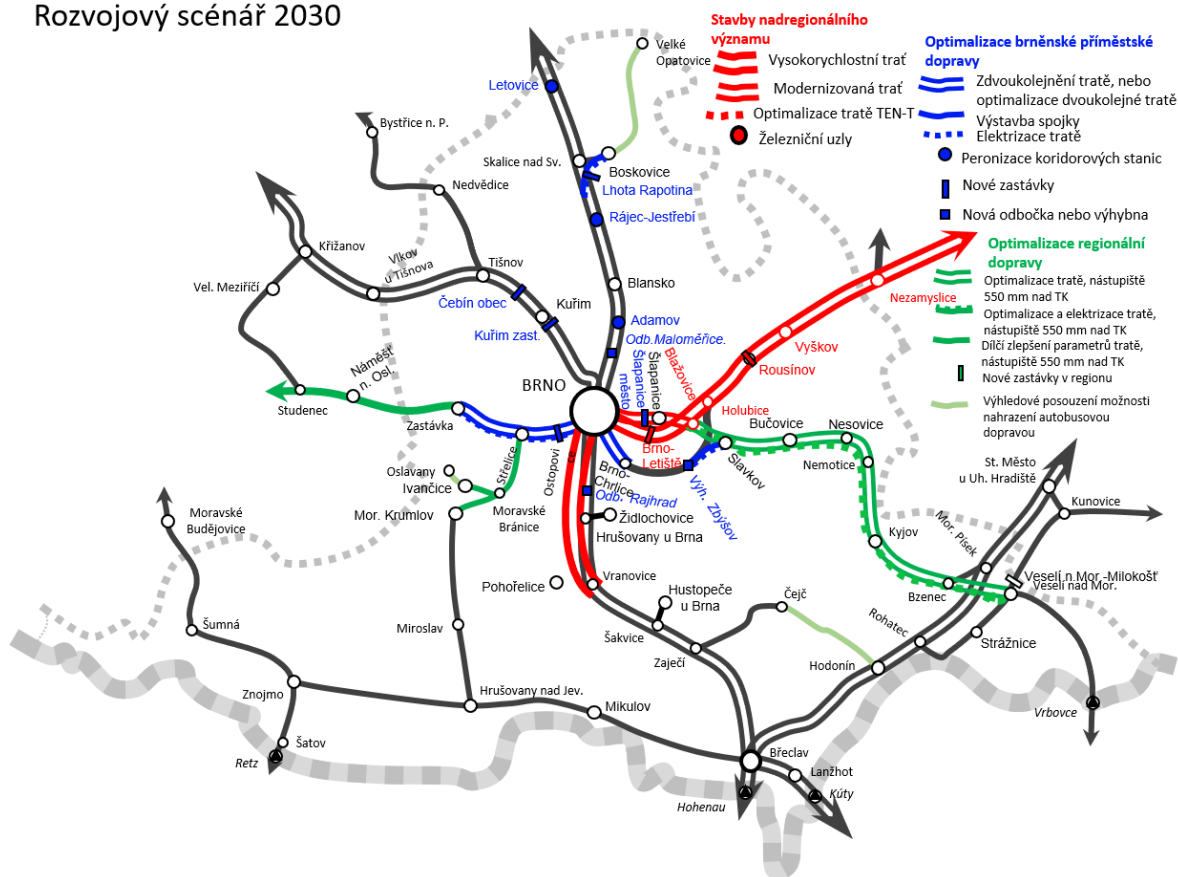 Rozvojový scénář 2030
Stavby nadregionálního
významu
Vysokorychlostní trať
Modernizovaná trať
Optimalizace tratě TEN-T
Železniční uzly
Optimalizace brněnské příměstské
dopravy
Zdvoukolejnění tratě, nebo
optimalizace dvoukolejné tratě
Výstavba spojky
Elektrizace tratě
Peronizace koridorových stanic
Nové zastávky
Nová odbočka nebo výhybna
Optimalizace regionální
dopravy
Optimalizace tratě, nástupiště
550 mm nad TK
Optimalizace a elektrizace tratě,
nástupiště 550 mm nad TK
Dílčí zlepšení parametrů tratě,
nástupiště 550 mm nad TK
Nové zastávky v regionu
Výhledové posouzení možnosti
nahrazení autobusovou
dopravou
Velké
Opatovice
Letovice
Bystřice n. P.
Skalice nad Sv.
Boskovice
Lhota Rapotina
Nedvědice
Rájec-Jestřebí
Křižanov
Vlkov
u Tišnova
Tišnov
Blansko
Vel. Meziříčí
Čebín obec
Kuřim
Kuřim zast.
Adamov
Odb.Maloměřice.
Nezamyslice
Vyškov
Rousínov
Náměšť
n. Osl.
BRNO
Šlapanice
město
Šlapanice
Blažovice
Holubice
Studenec
Zastávka
Střelice
Ostopovi
ce
Brno-
Chrlice
Brno-
Letiště
Slavkov
Bučovice
Nesovice
Nemotice
Výh. Zbýšov
Oslavany
Ivančice
Moravské
Bránice
Mor. Krumlov
Odb. Rajhrad
Židlochovice
Hrušovany u Brna
St. Město
u Uh. Hradiště
Kunovice
Moravské
Budějovice
Kyjov
Mor. Písek
Pohořelice
Vranovice
Hustopeče
u Brna
Čejč
Bzenec
Veselí n.Mor.-Milokošť
Veselí nad Mor.
Šumná
Miroslav
Šakvice
Zaječí
Rohatec
Strážnice
Hodonín
Znojmo
Hrušovany nad Jev.
Mikulov
Vrbovce
Šatov
Retz
Břeclav
Lanžhot
Hohenau
Kúty